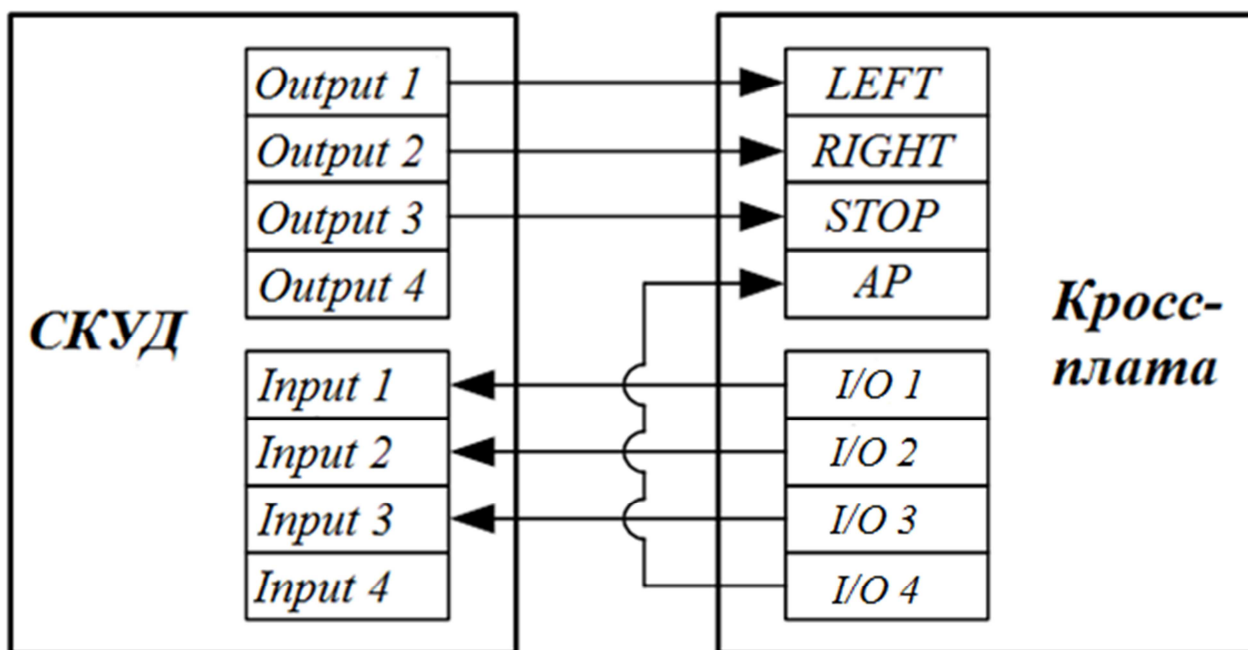 СКУД
Output 1
Output 2
Output 3
Output 4
Input 1
Input 2
Input 3
Input 4
LEFT
RIGHT
STOP
AP
I/O 1
I/O 2
I/O 3
I/O 4
Кросс-
плата